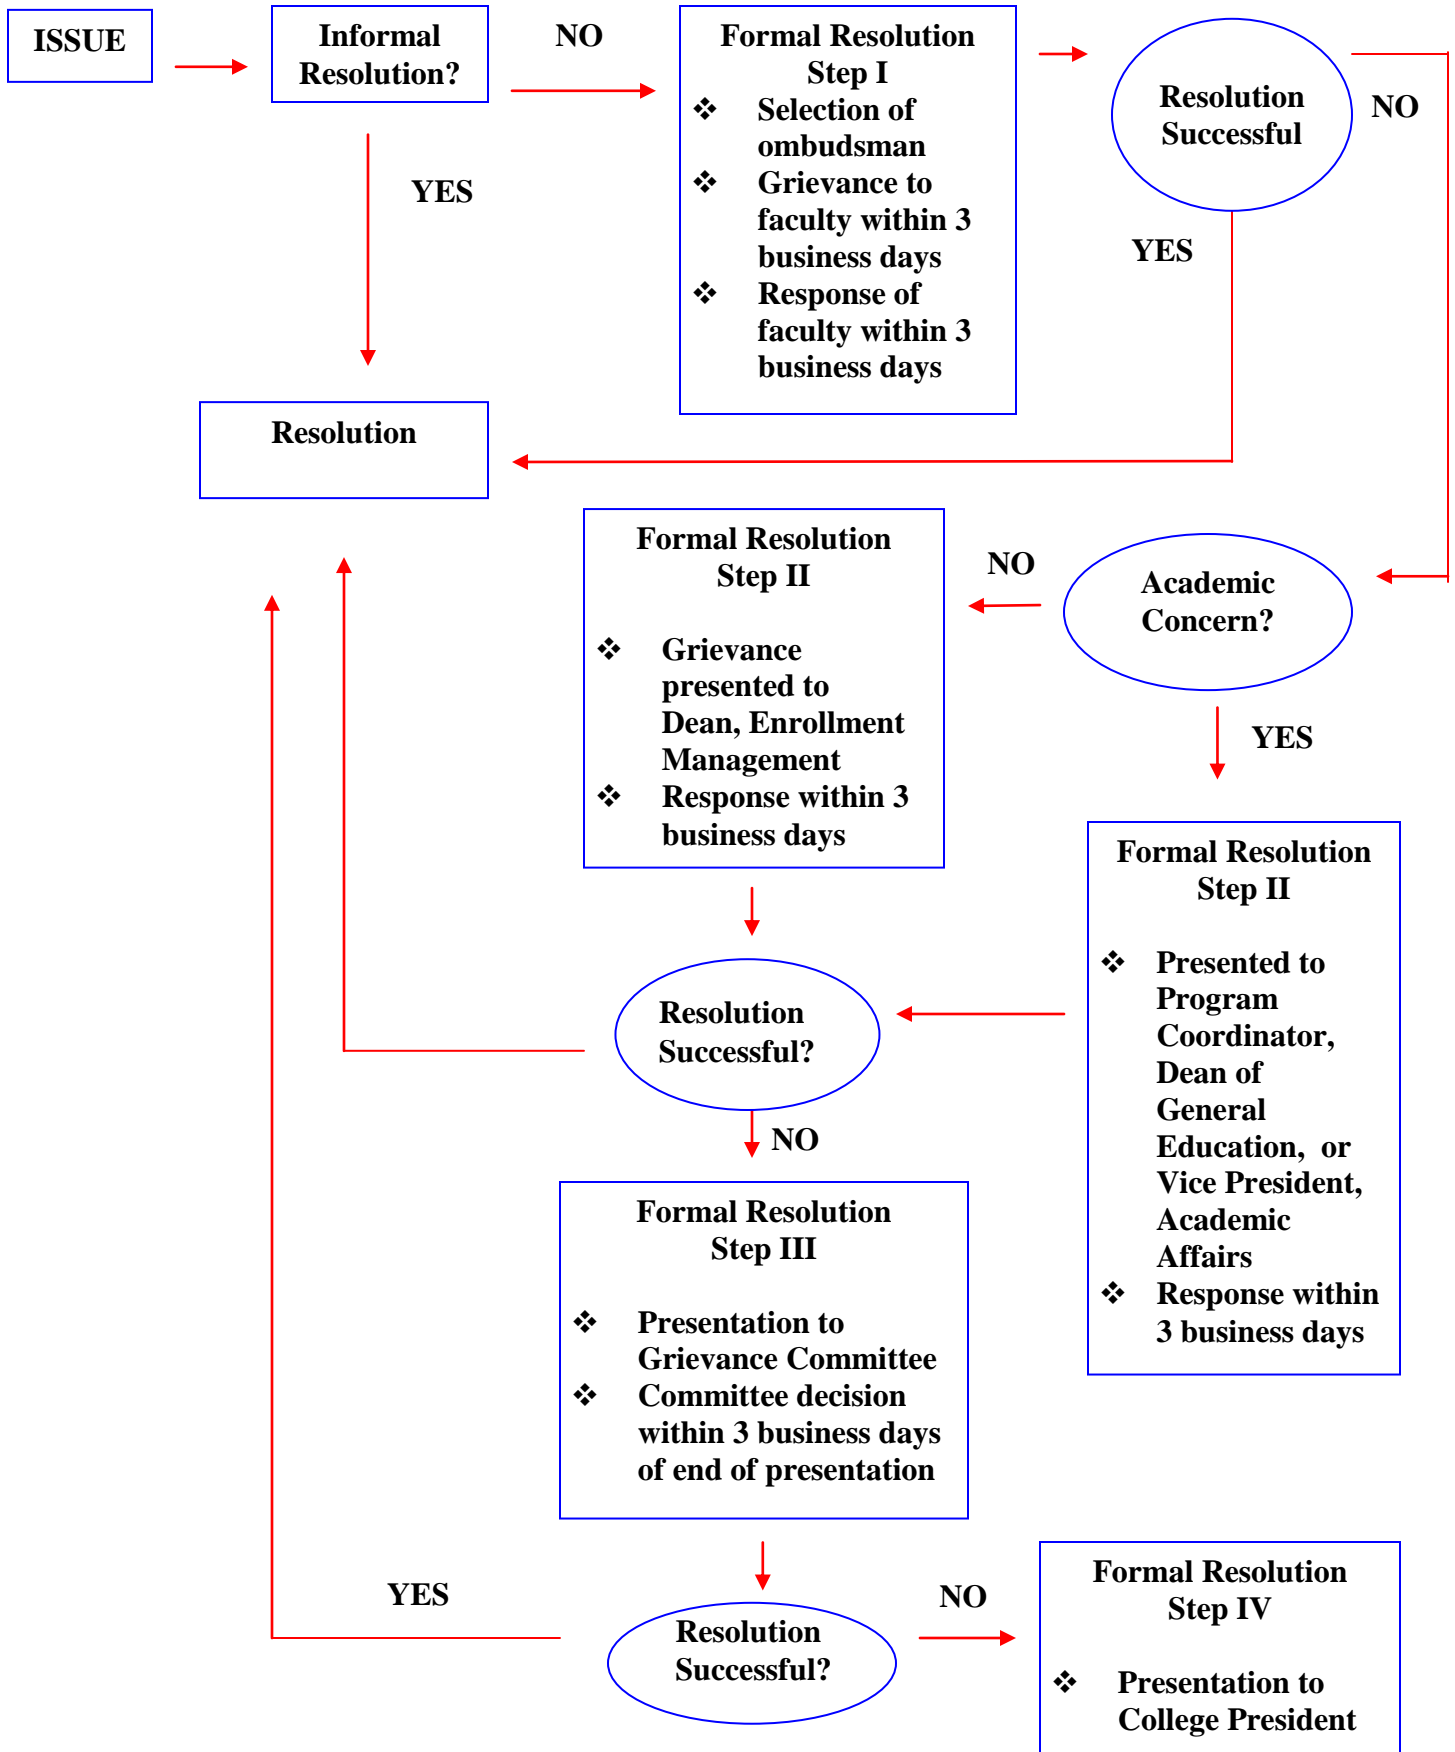 ISSUE
Informal
Resolution?
NO
Formal Resolution
Step I
❖ Selection of
ombudsman
❖ Grievance to
faculty within 3
business days
❖ Response of
faculty within 3
business days
Resolution
Successful
NO
YES
YES
Resolution
Formal Resolution
Step II
❖ Grievance
presented to
Dean, Enrollment
Management
❖ Response within 3
business days
NO
Academic
Concern?
YES
Formal Resolution
Step II
❖ Presented to
Program
Coordinator,
Dean of
General
Education, or
Vice President,
Academic
Affairs
❖ Response within
3 business days
Resolution
Successful?
NO
Formal Resolution
Step III
❖ Presentation to
Grievance Committee
❖ Committee decision
within 3 business days
of end of presentation
YES
Resolution
Successful?
NO
Formal Resolution
Step IV
❖ Presentation to
College President